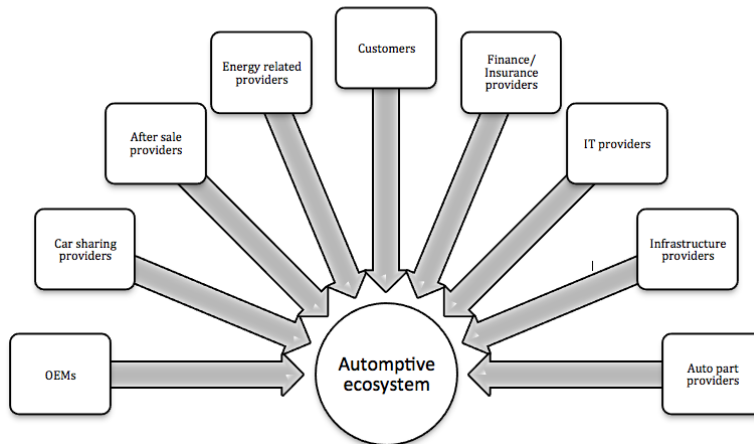 Customers
Energy related
providers
Finance/
Insurance
providers
After sale
providers
IT providers
Car sharing
providers
Infrastructure
providers
OEMs
Automptive
ecosystem
Auto part
providers